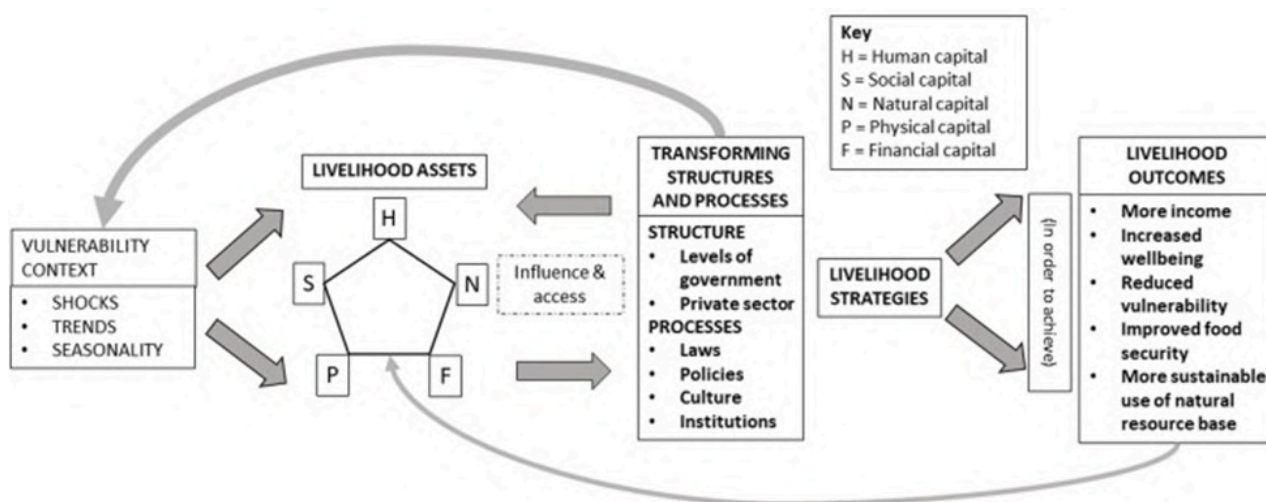 Key
H = Human capital
S = Social capital
N = Natural capital
P = Physical capital
F = Financial capital
VULNERABILITY
CONTEXT
• SHOCKS
• TRENDS
• SEASONALITY
LIVELIHOOD ASSETS
H
S
N
P
F
Influence &
access
TRANSFORMING
STRUCTURES
AND PROCESSES
STRUCTURE
• Levels of
government
• Private sector
PROCESSES
• Laws
• Policies
• Culture
• Institutions
LIVELIHOOD
STRATEGIES
(In order to achieve)
LIVELIHOOD
OUTCOMES
• More income
• Increased
wellbeing
• Reduced
vulnerability
• Improved food
security
• More sustainable
use of natural
resource base